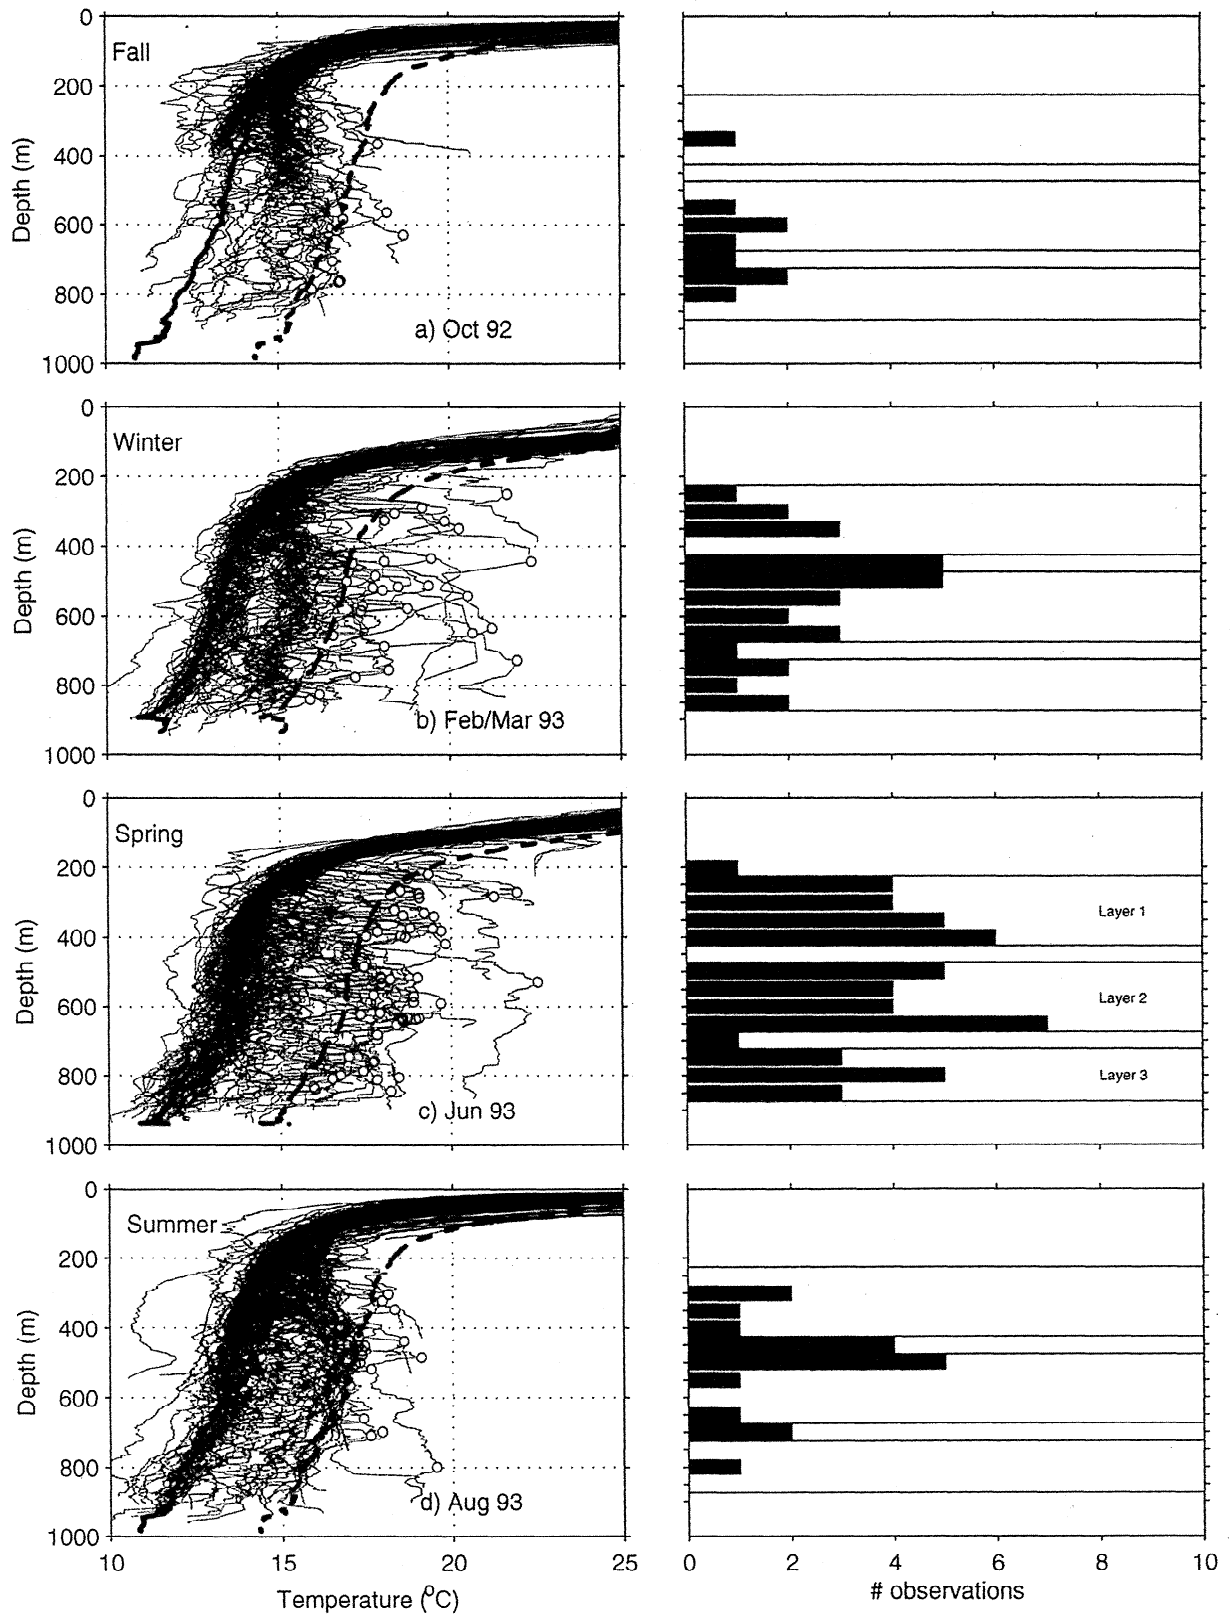 0
200
400
600
800
1000
Depth (m)
Fall
a) Oct 92
0
200
400
600
800
1000
Depth (m)
Winter
b) Feb/Mar 93
0
200
400
600
800
1000
Depth (m)
Spring
c) Jun 93
Layer 1
Layer 2
Layer 3
0
200
400
600
800
1000
Depth (m)
Summer
d) Aug 93
10 15 20 25
Temperature (°C)
0 2 4 6 8 10
# observations